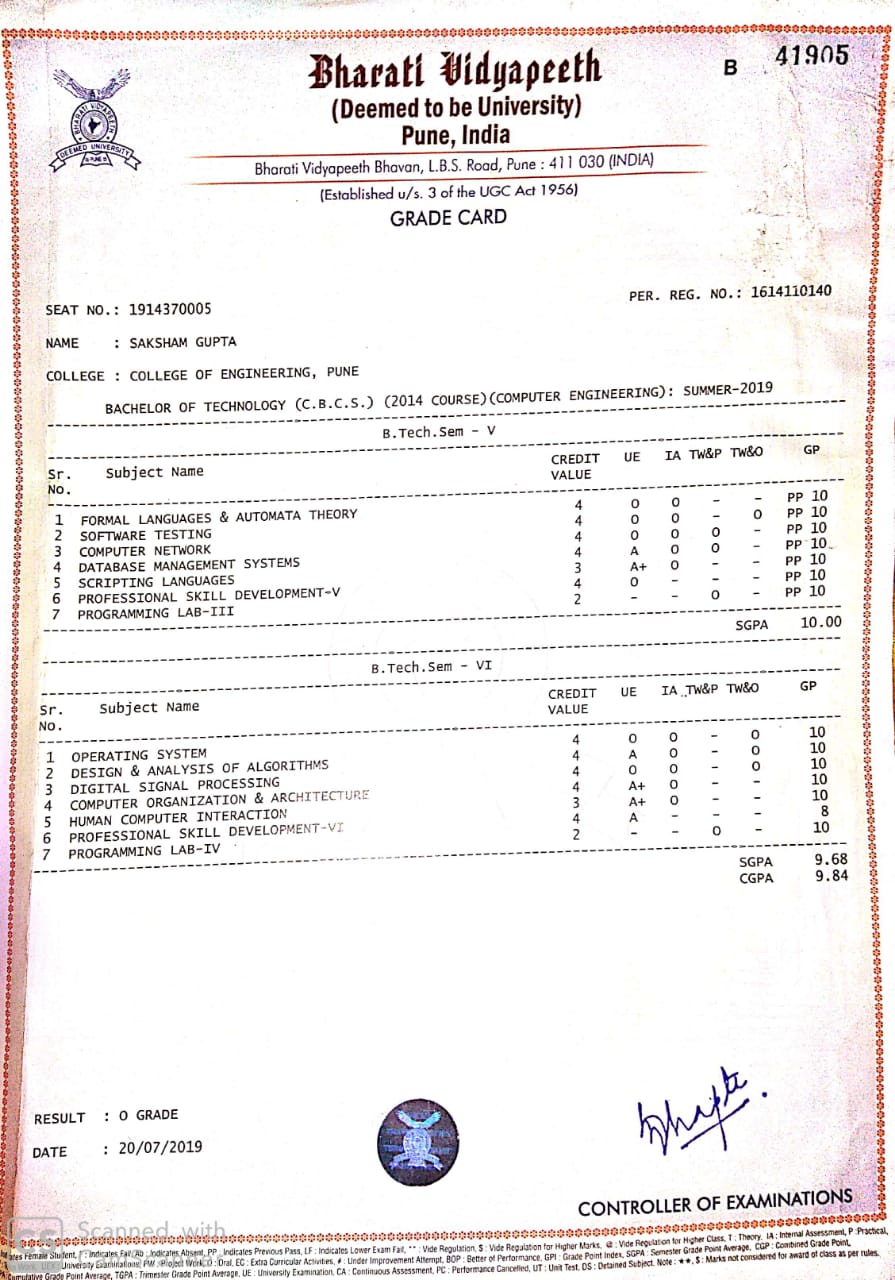 B 41905
Bharati Vidyapeeth
(Deemed to be University)
Pune, India
BHARATI VIDYAPEETH
DEEMED UNIVERSITY
PUNE
Bharati Vidyapeeth Bhavan, L.B.S. Road, Pune : 411 030 (INDIA)
(Established u/s. 3 of the UGC Act 1956)
GRADE CARD
PER. REG. NO.: 1614110140
SEAT NO.: 1914370005
NAME : SAKSHAM GUPTA
COLLEGE : COLLEGE OF ENGINEERING, PUNE
BACHELOR OF TECHNOLOGY (C.B.C.S.) (2014 COURSE)(COMPUTER ENGINEERING): SUMMER-2019
B.Tech.Sem - V
Sr. No. Subject Name CREDIT VALUE UE IA TW&P TW&O GP
1 FORMAL LANGUAGES & AUTOMATA THEORY 4 O O - - PP 10
2 SOFTWARE TESTING 4 O O - O PP 10
3 COMPUTER NETWORK 4 O O O - PP 10
4 DATABASE MANAGEMENT SYSTEMS 4 A O O - PP 10
5 SCRIPTING LANGUAGES 3 A+ O - - PP 10
6 PROFESSIONAL SKILL DEVELOPMENT-V 4 O - - - PP 10
7 PROGRAMMING LAB-III 2 - - O - PP 10
SGPA 10.00
B.Tech.Sem - VI
Sr. No. Subject Name CREDIT VALUE UE IA TW&P TW&O GP
1 OPERATING SYSTEM 4 O O - O 10
2 DESIGN & ANALYSIS OF ALGORITHMS 4 A O - O 10
3 DIGITAL SIGNAL PROCESSING 4 O O - O 10
4 COMPUTER ORGANIZATION & ARCHITECTURE 4 A+ O - - 10
5 HUMAN COMPUTER INTERACTION 3 A+ O - - 10
6 PROFESSIONAL SKILL DEVELOPMENT-VI 4 A - - - 8
7 PROGRAMMING LAB-IV 2 - - O - 10
SGPA 9.68
CGPA 9.84
RESULT : O GRADE
DATE : 20/07/2019
CONTROLLER OF EXAMINATIONS
CS Scanned with
Female Student, F : Indicates Fail, Ab : Indicates Absent, PP : Indicates Previous Pass, LF : Indicates Lower Exam Fail, ** : Vide Regulation, $ : Vide Regulation for Higher Marks, @ : Vide Regulation for Higher Class, T : Theory, IA : Internal Assessment, P : Practical,
University Examinations, PW : Project Work, O : Oral, EC : Extra Curricular Activities, # : Under Improvement Attempt, BOP : Better of Performance, GPI : Grade Point Index, SGPA : Semester Grade Point Average, CGP : Combined Grade Point,
Cumulative Grade Point Average, TGPA : Trimester Grade Point Average, UE : University Examination, CA : Continuous Assessment, PC : Performance Cancelled, UT : Unit Test, DS : Detained Subject. Note : ★★, S : Marks not considered for award of class as per rules.